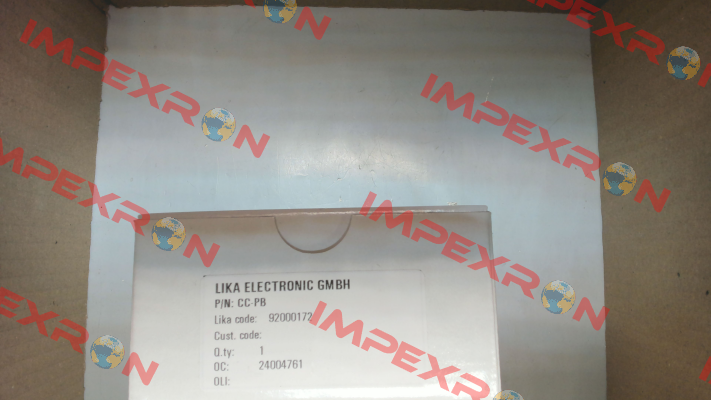 LIKA ELECTRONIC GMBH
P/N: CC-PB
Lika code: 92000172
Cust. code:
Q.ty: 1
OC: 24004761
OLI:
IMPEXRON
IMPEXRON
IMPEXRON
IMPEXRON
IMPEXRON
IMPEXRON